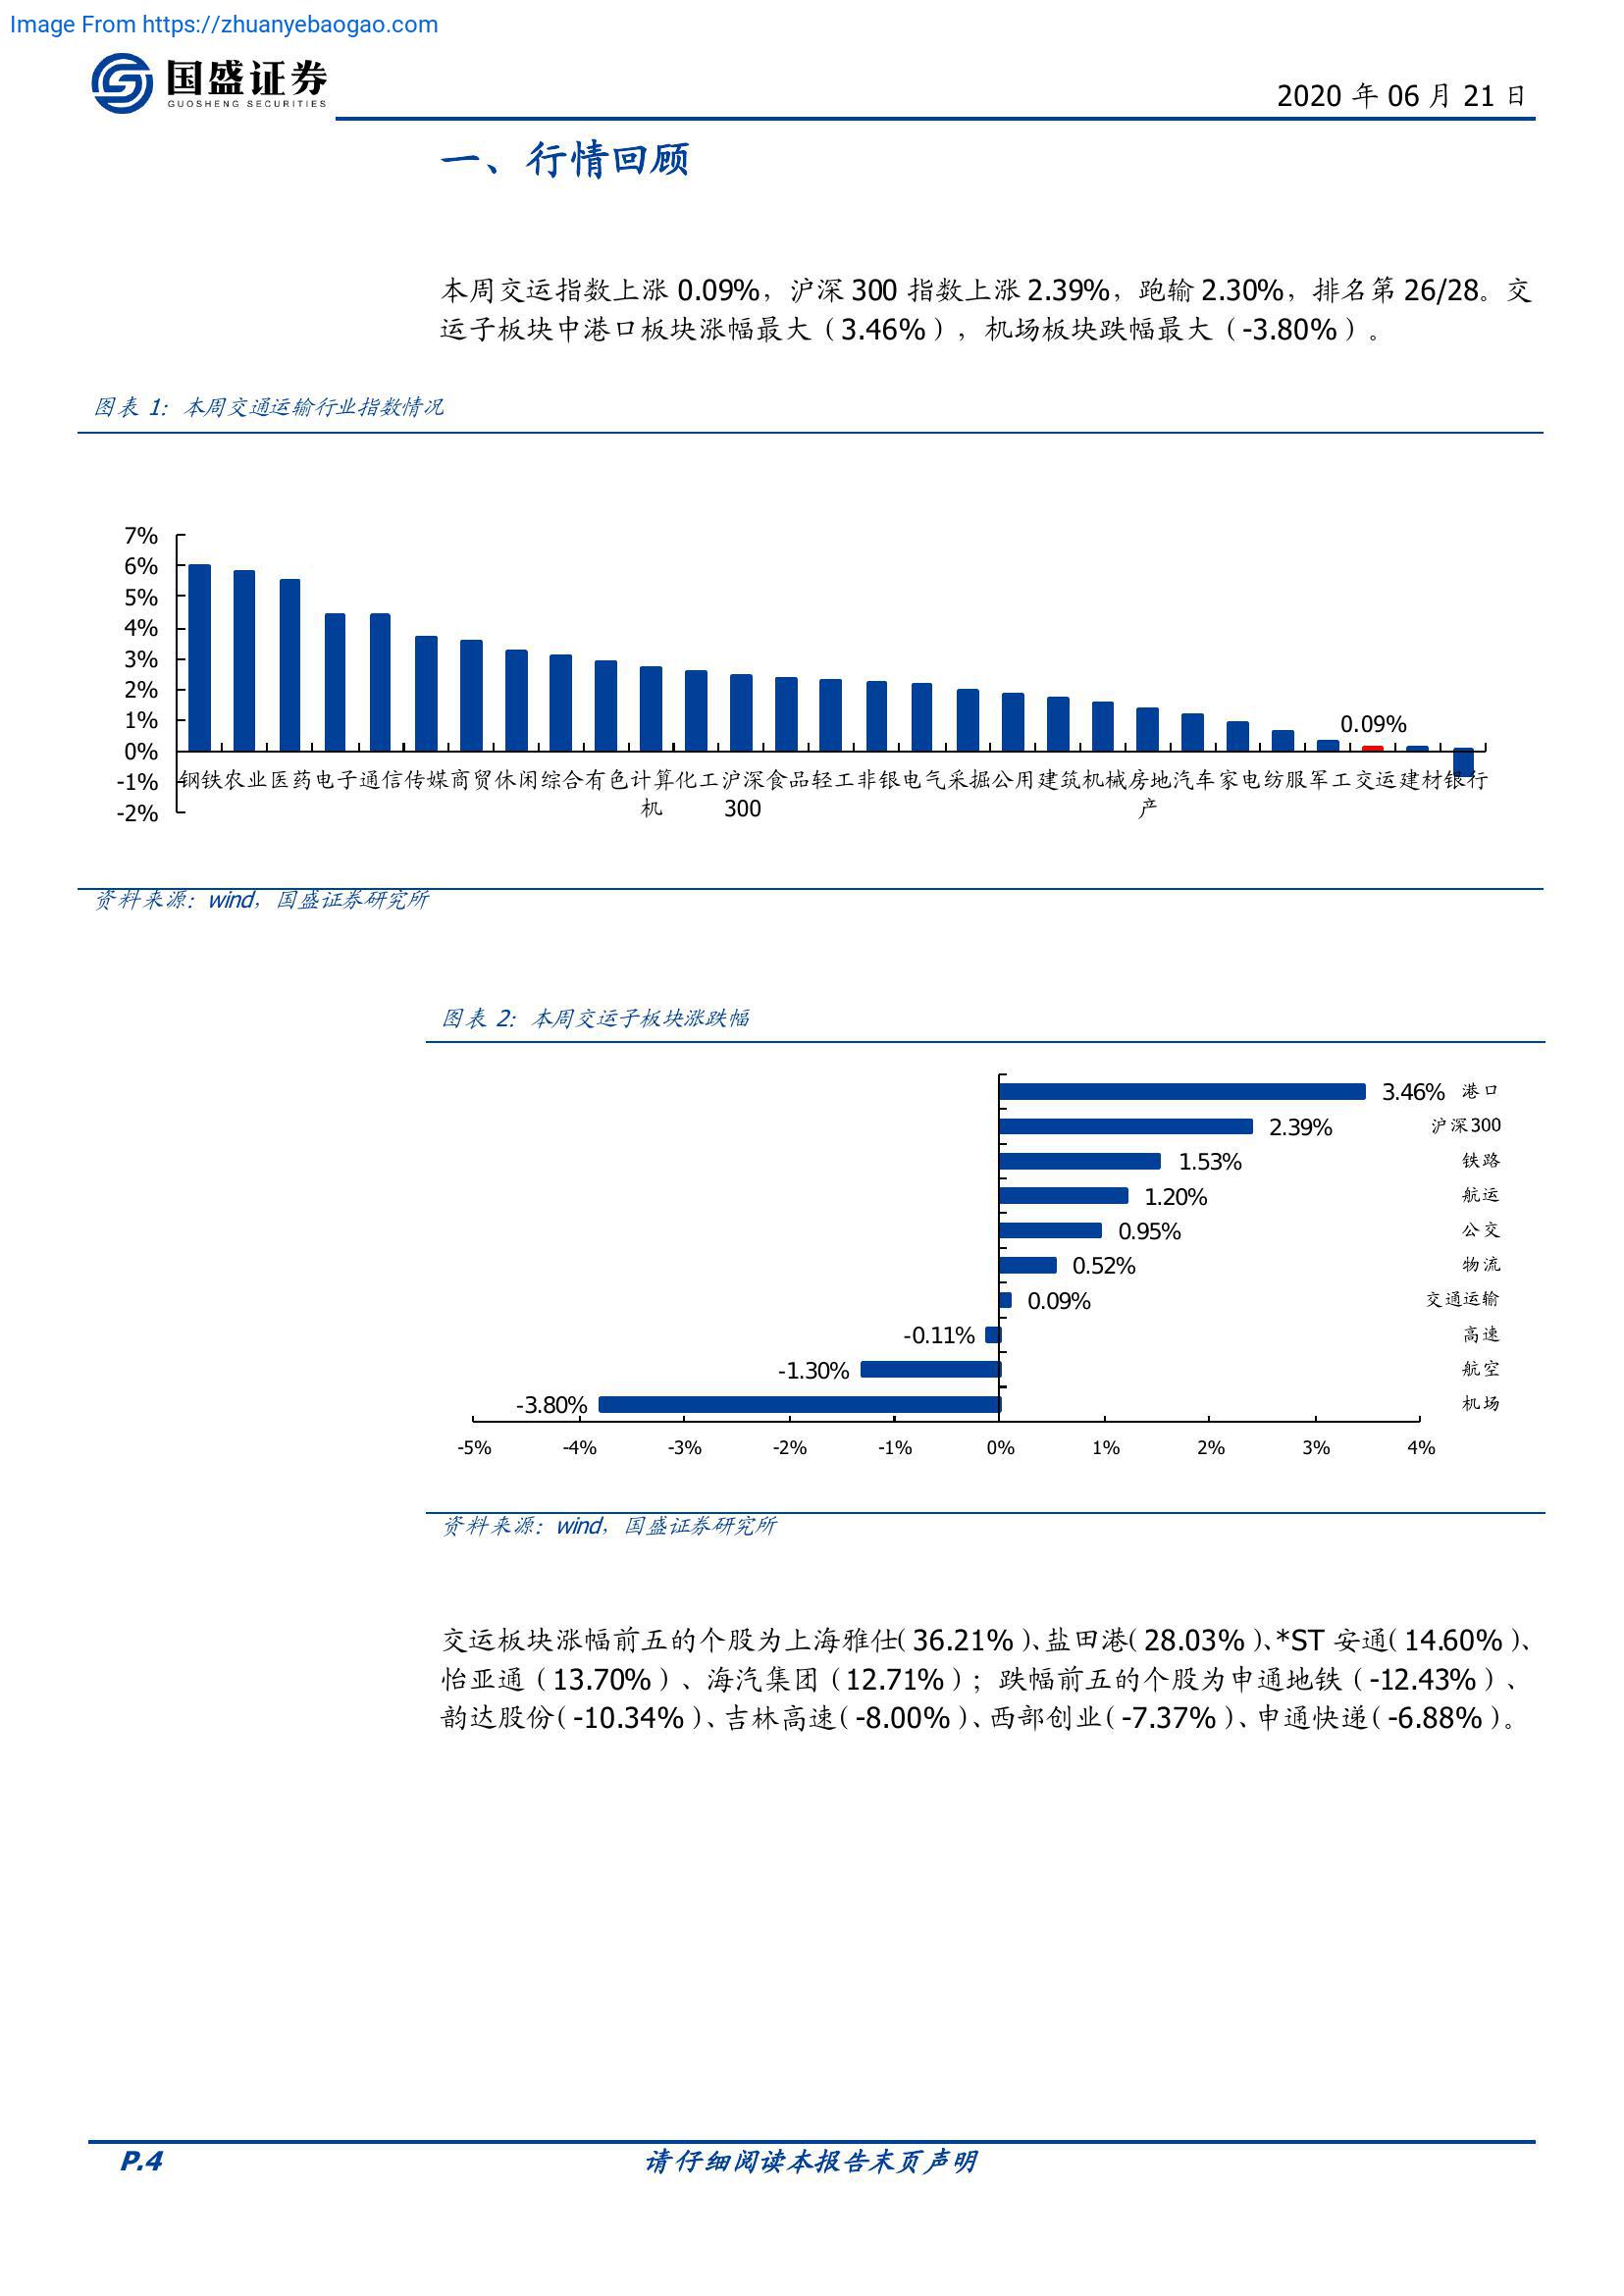 Image From https://zhuanyebaogao.com
国盛证券
GUOSHENG SECURITIES
2020 年 06 月 21 日
一、行情回顾
本周交运指数上涨 0.09%，沪深 300 指数上涨 2.39%，跑输 2.30%，排名第 26/28。交
运子板块中港口板块涨幅最大（3.46%），机场板块跌幅最大（-3.80%）。
图表 1：本周交通运输行业指数情况
7%
6%
5%
4%
3%
2%
1%
0%
-1%
-2%
0.09%
钢铁 农业 医药 电子 通信 传媒 商贸 休闲 综合 有色 计算机 化工 沪深300 食品 轻工 非银 电气 采掘 公用 建筑 机械 房地产 汽车 家电 纺服 军工 交运 建材 银行
资料来源：wind，国盛证券研究所
图表 2：本周交运子板块涨跌幅
3.46% 港口
2.39% 沪深300
1.53% 铁路
1.20% 航运
0.95% 公交
0.52% 物流
0.09% 交通运输
-0.11% 高速
-1.30% 航空
-3.80% 机场
-5% -4% -3% -2% -1% 0% 1% 2% 3% 4%
资料来源：wind，国盛证券研究所
交运板块涨幅前五的个股为上海雅仕（36.21%）、盐田港（28.03%）、*ST 安通（14.60%）、
怡亚通（13.70%）、海汽集团（12.71%）；跌幅前五的个股为申通地铁（-12.43%）、
韵达股份（-10.34%）、吉林高速（-8.00%）、西部创业（-7.37%）、申通快递（-6.88%）。
P.4
请仔细阅读本报告末页声明